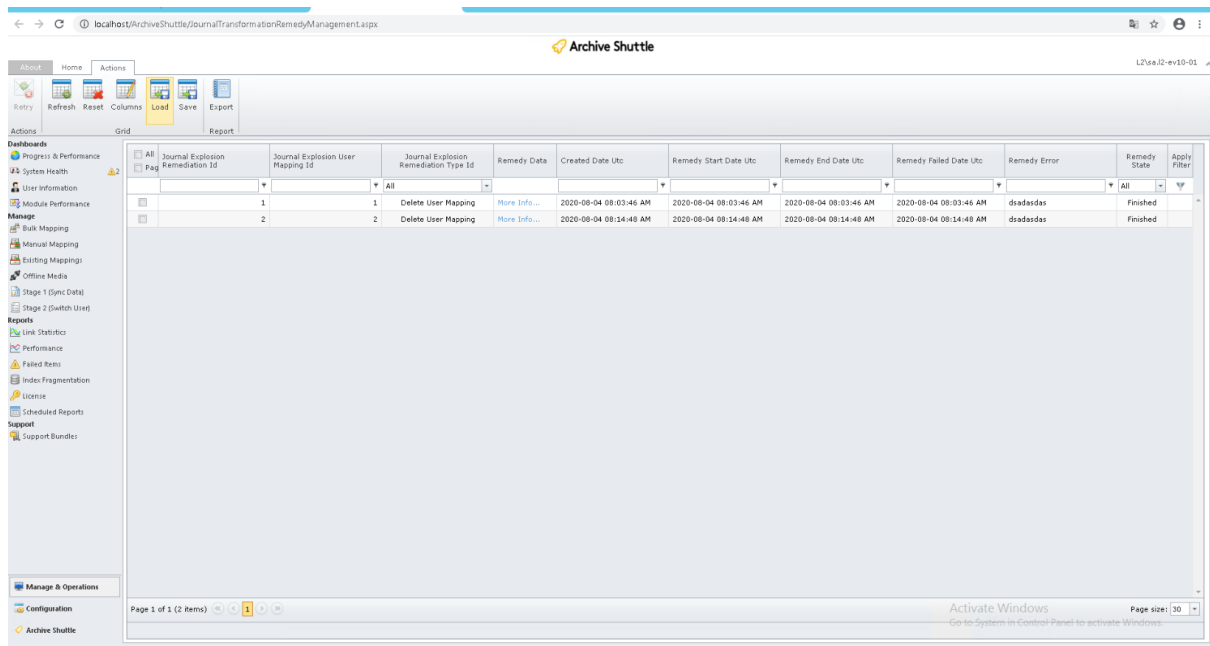 localhost/ArchiveShuttle/JournalTransformationRemedyManagement.aspx
Archive Shuttle
About Home Actions
L2\sa.l2-ev10-01
Retry Refresh Reset Columns Load Save Export
Actions Grid Report
Dashboards
Progress & Performance
System Health 2
User Information
Module Performance
Manage
Bulk Mapping
Manual Mapping
Existing Mappings
Offline Media
Stage 1 (Sync Data)
Stage 2 (Switch User)
Reports
Link Statistics
Performance
Failed Items
Index Fragmentation
License
Scheduled Reports
Support
Support Bundles
Manage & Operations
Configuration
Archive Shuttle
All
Pag
Journal Explosion Remediation Id
Journal Explosion User Mapping Id
Journal Explosion Remediation Type Id
Remedy Data
Created Date Utc
Remedy Start Date Utc
Remedy End Date Utc
Remedy Failed Date Utc
Remedy Error
Remedy State
Apply Filter
All All
1 1 Delete User Mapping More Info... 2020-08-04 08:03:46 AM 2020-08-04 08:03:46 AM 2020-08-04 08:03:46 AM 2020-08-04 08:03:46 AM dsadasdas Finished
2 2 Delete User Mapping More Info... 2020-08-04 08:14:48 AM 2020-08-04 08:14:48 AM 2020-08-04 08:14:48 AM 2020-08-04 08:14:48 AM dsadasdas Finished
Page 1 of 1 (2 items) 1
Page size: 30
Activate Windows
Go to System in Control Panel to activate Windows.